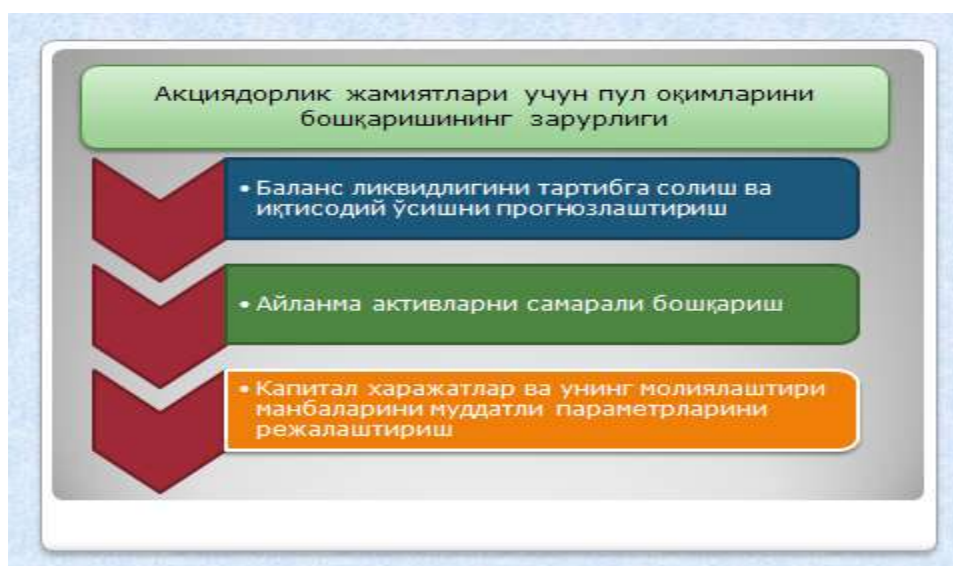 Акциядорлик жамиятлари учун пул оқимларини
бошқаришининг зарурлиги
• Баланс ликвидлигини тартибга солиш ва
иқтисодий ўсишни прогнозлаштириш
• Айланма активларни самарали бошқариш
• Капитал харажатлар ва унинг молиялаштири
манбаларини муддатли параметрларини
режалаштириш